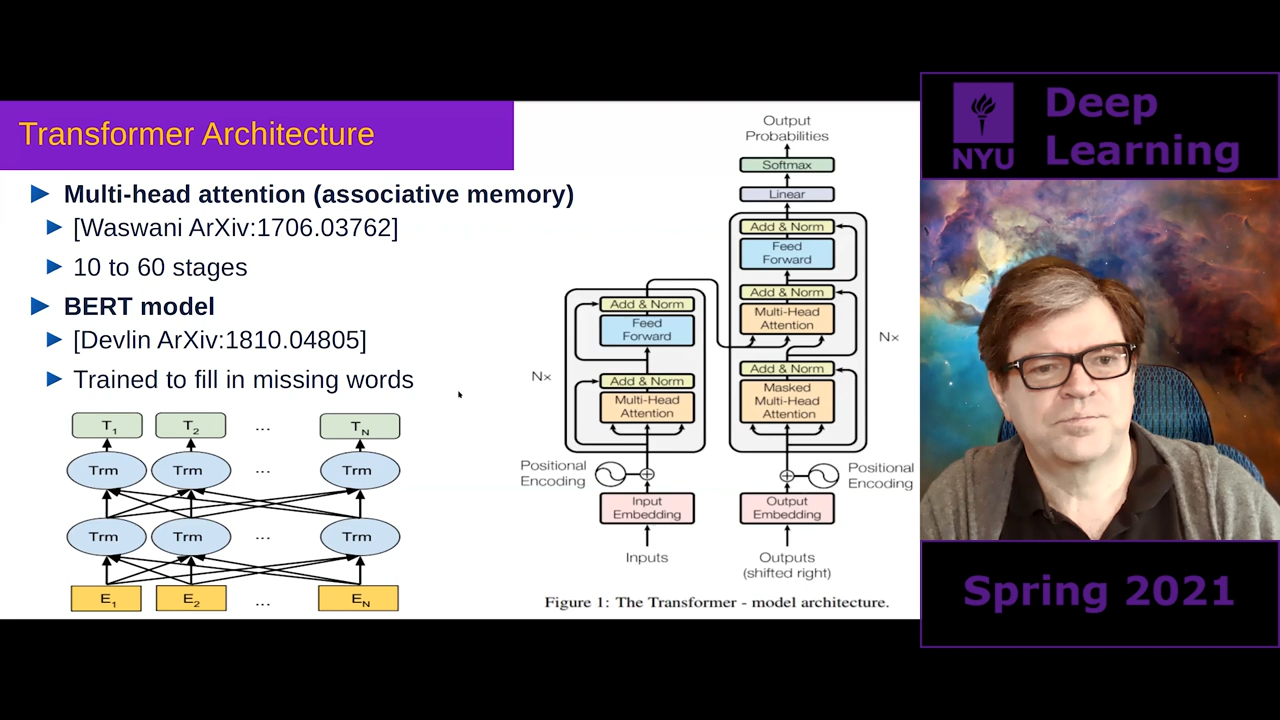 Transformer Architecture
Multi-head attention (associative memory)
[Waswani ArXiv:1706.03762]
10 to 60 stages
BERT model
[Devlin ArXiv:1810.04805]
Trained to fill in missing words
T1 T2 ... TN
Trm Trm ... Trm
Trm Trm ... Trm
E1 E2 ... EN
Output
Probabilities
Softmax
Linear
Add & Norm
Feed
Forward
Add & Norm
Multi-Head
Attention
Nx
Add & Norm
Masked
Multi-Head
Attention
Add & Norm
Feed
Forward
Nx
Add & Norm
Multi-Head
Attention
Positional
Encoding
Positional
Encoding
Input
Embedding
Output
Embedding
Inputs
Outputs
(shifted right)
Figure 1: The Transformer - model architecture.
NYU
Deep
Learning
Spring 2021